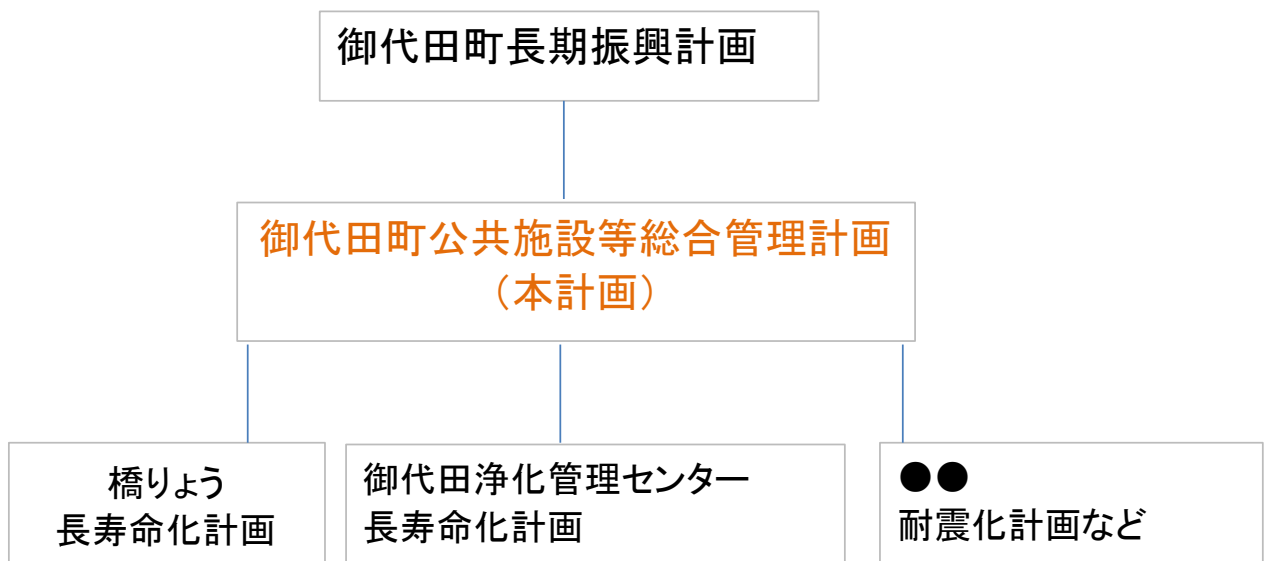 御代田町長期振興計画
御代田町公共施設等総合管理計画
（本計画）
橋りょう
長寿命化計画
御代田浄化管理センター
長寿命化計画
●●
耐震化計画など